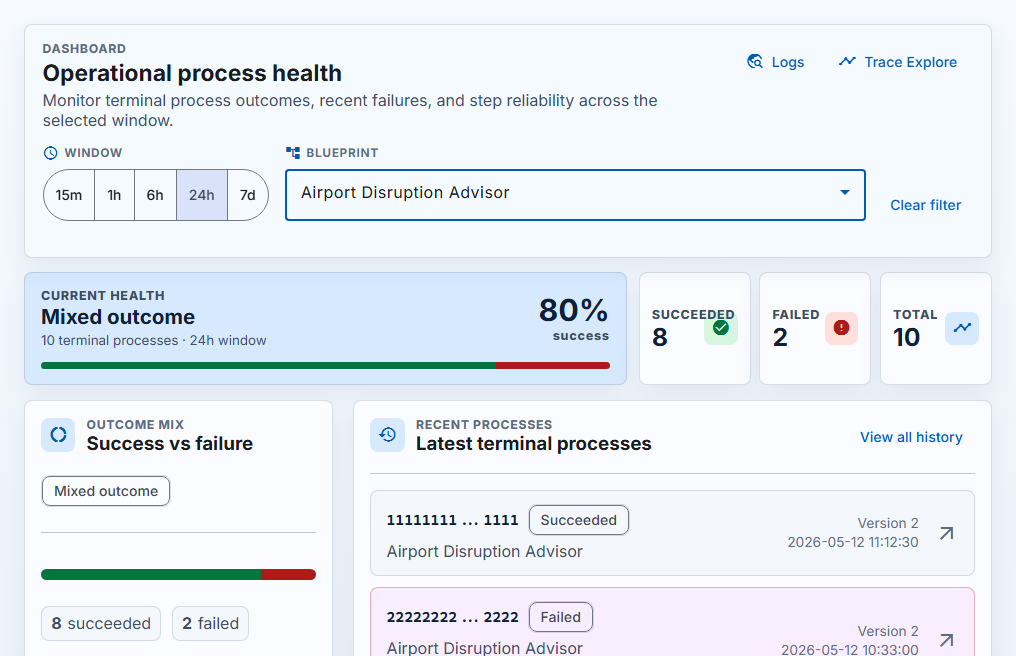 DASHBOARD
Operational process health
Logs
Trace Explore
Monitor terminal process outcomes, recent failures, and step reliability across the
selected window.
WINDOW
BLUEPRINT
15m 1h 6h 24h 7d
Airport Disruption Advisor
Clear filter
CURRENT HEALTH
Mixed outcome
10 terminal processes · 24h window
80%
success
SUCCEEDED
8
FAILED
2
TOTAL
10
OUTCOME MIX
Success vs failure
Mixed outcome
8 succeeded
2 failed
RECENT PROCESSES
Latest terminal processes
View all history
11111111 ... 1111 Succeeded
Airport Disruption Advisor
Version 2
2026-05-12 11:12:30
22222222 ... 2222 Failed
Airport Disruption Advisor
Version 2
2026-05-12 10:33:00